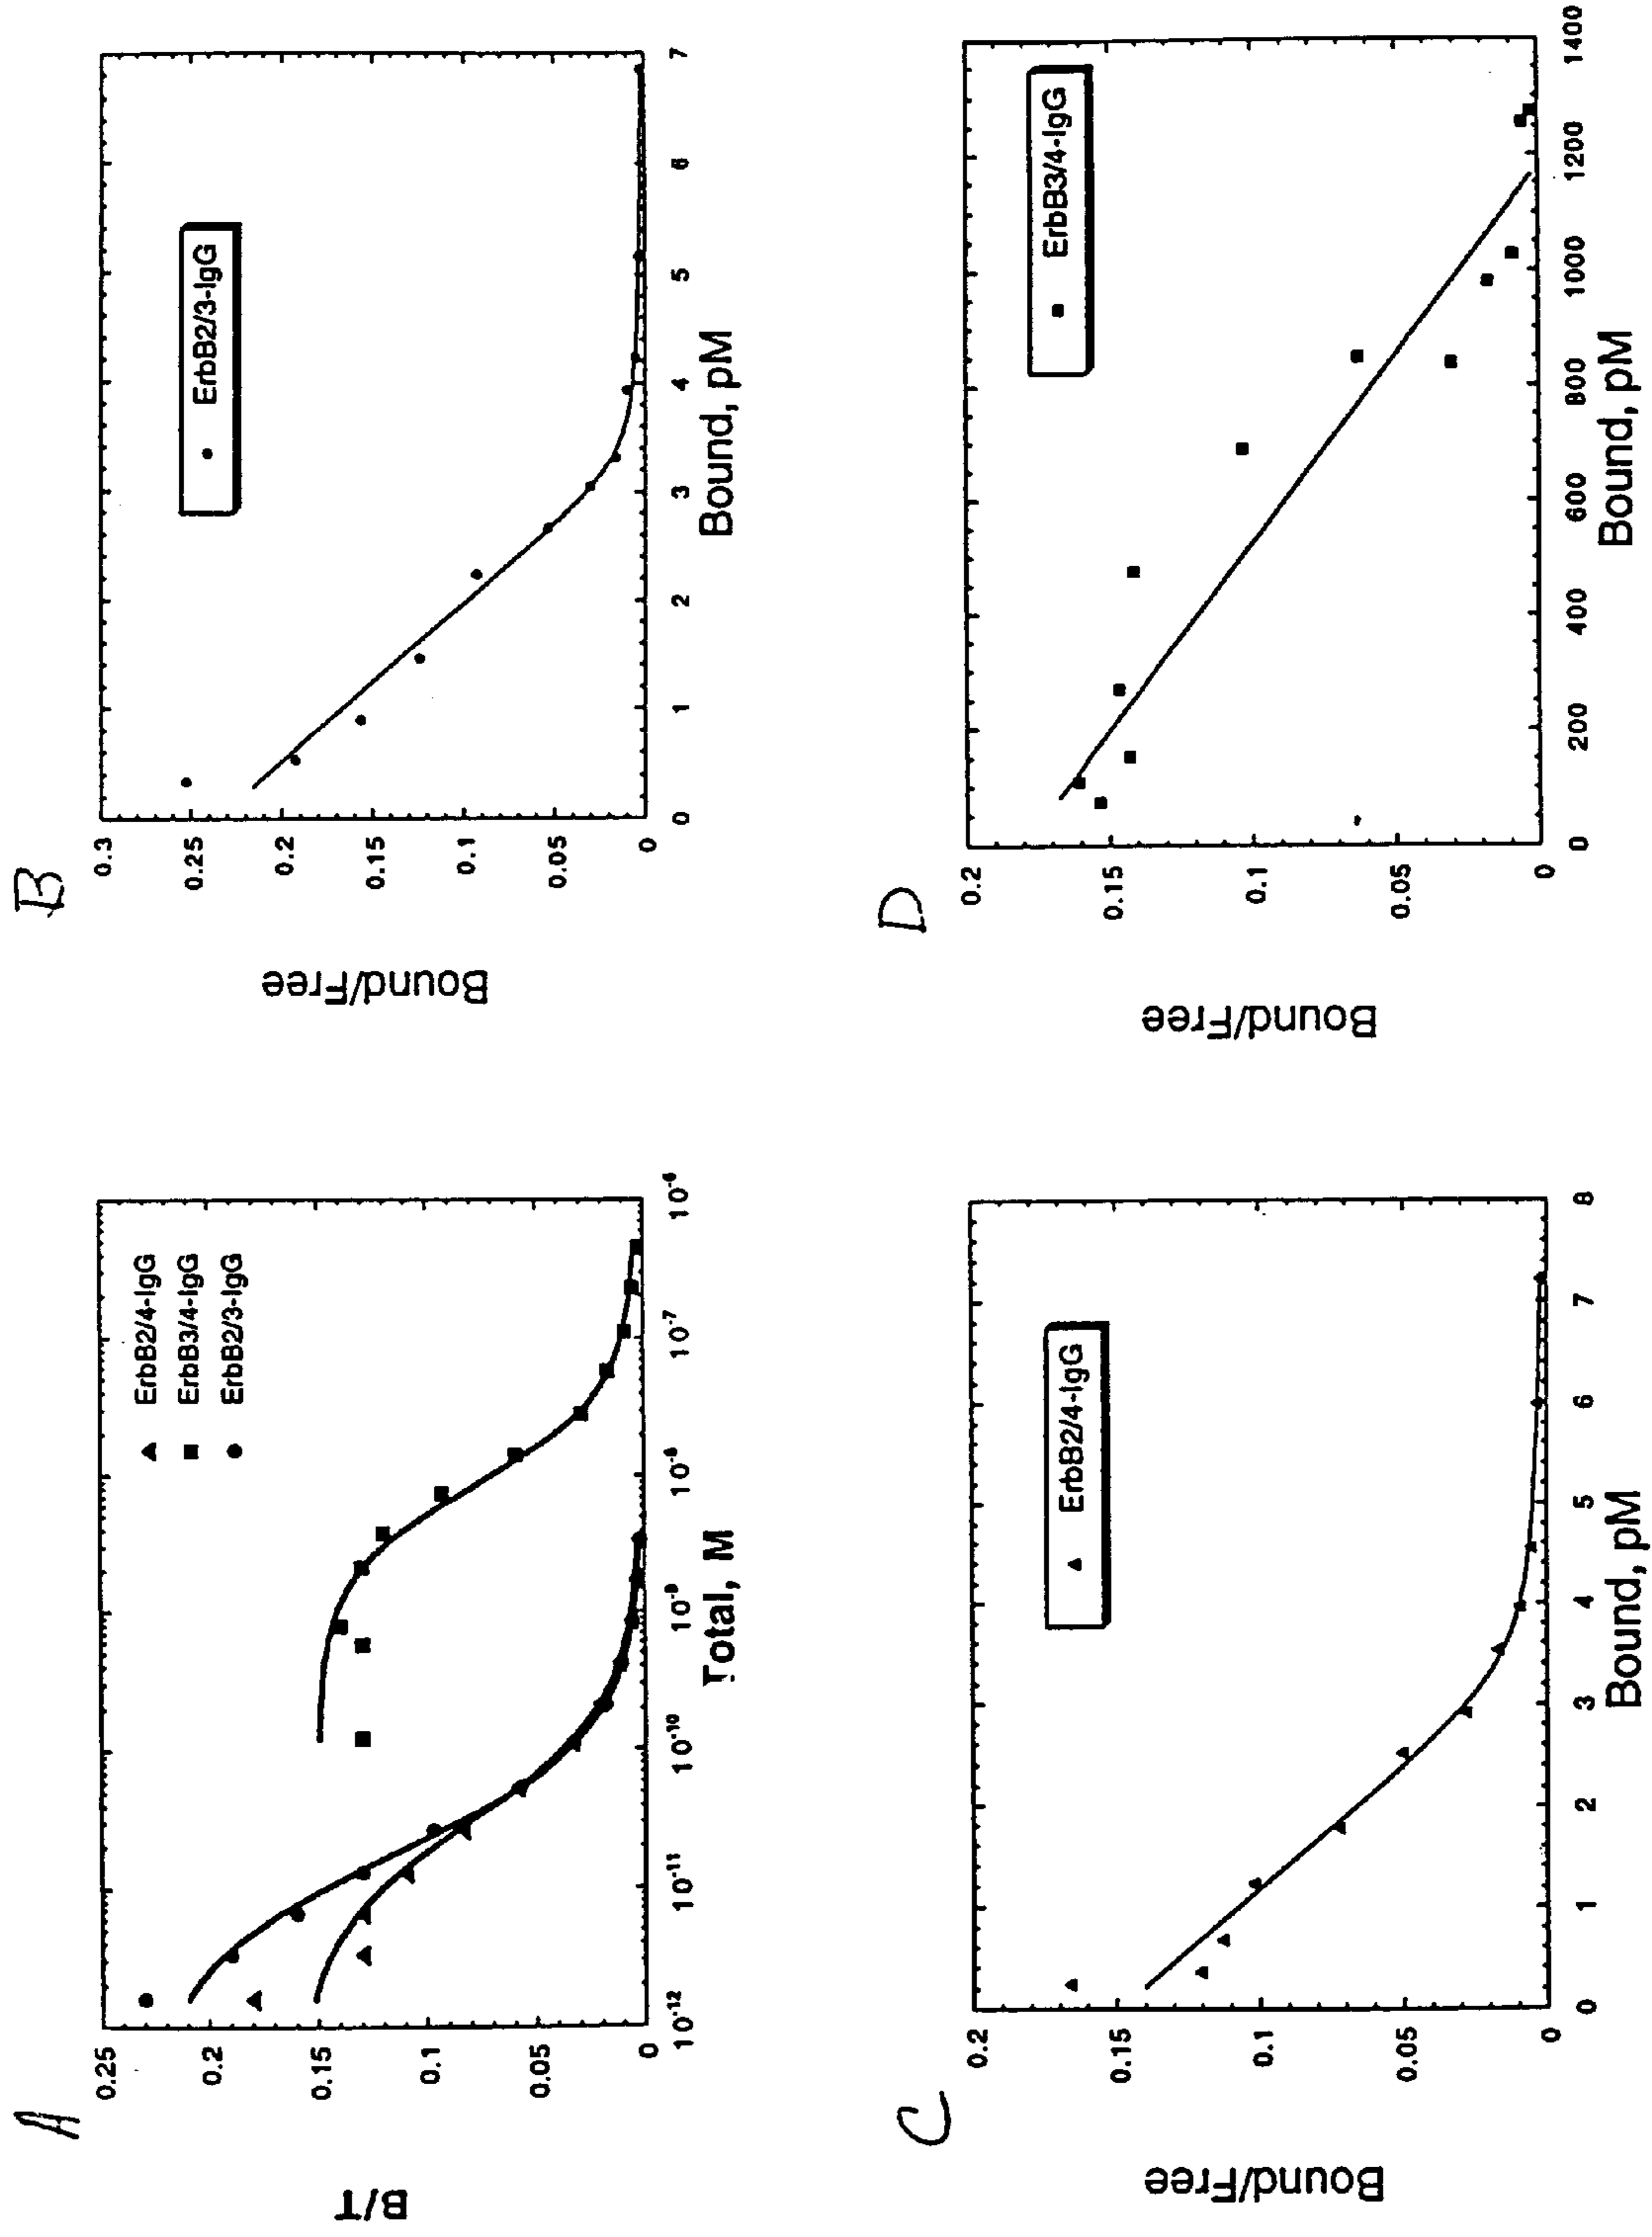 A
B/T
0.25
0.2
0.15
0.1
0.05
0
10⁻¹²
10⁻¹¹
10⁻¹⁰
10⁻⁹
10⁻⁸
10⁻⁷
10⁻⁶
Total, M
ErbB2/4-IgG
ErbB3/4-IgG
ErbB2/3-IgG
B
Bound/Free
0.3
0.25
0.2
0.15
0.1
0.05
0
0 1 2 3 4 5 6 7
Bound, pM
ErbB2/3-IgG
C
Bound/Free
0.2
0.15
0.1
0.05
0
0 1 2 3 4 5 6 7 8
Bound, pM
ErbB2/4-IgG
D
Bound/Free
0.2
0.15
0.1
0.05
0
0 200 400 600 800 1000 1200 1400
Bound, pM
ErbB3/4-IgG